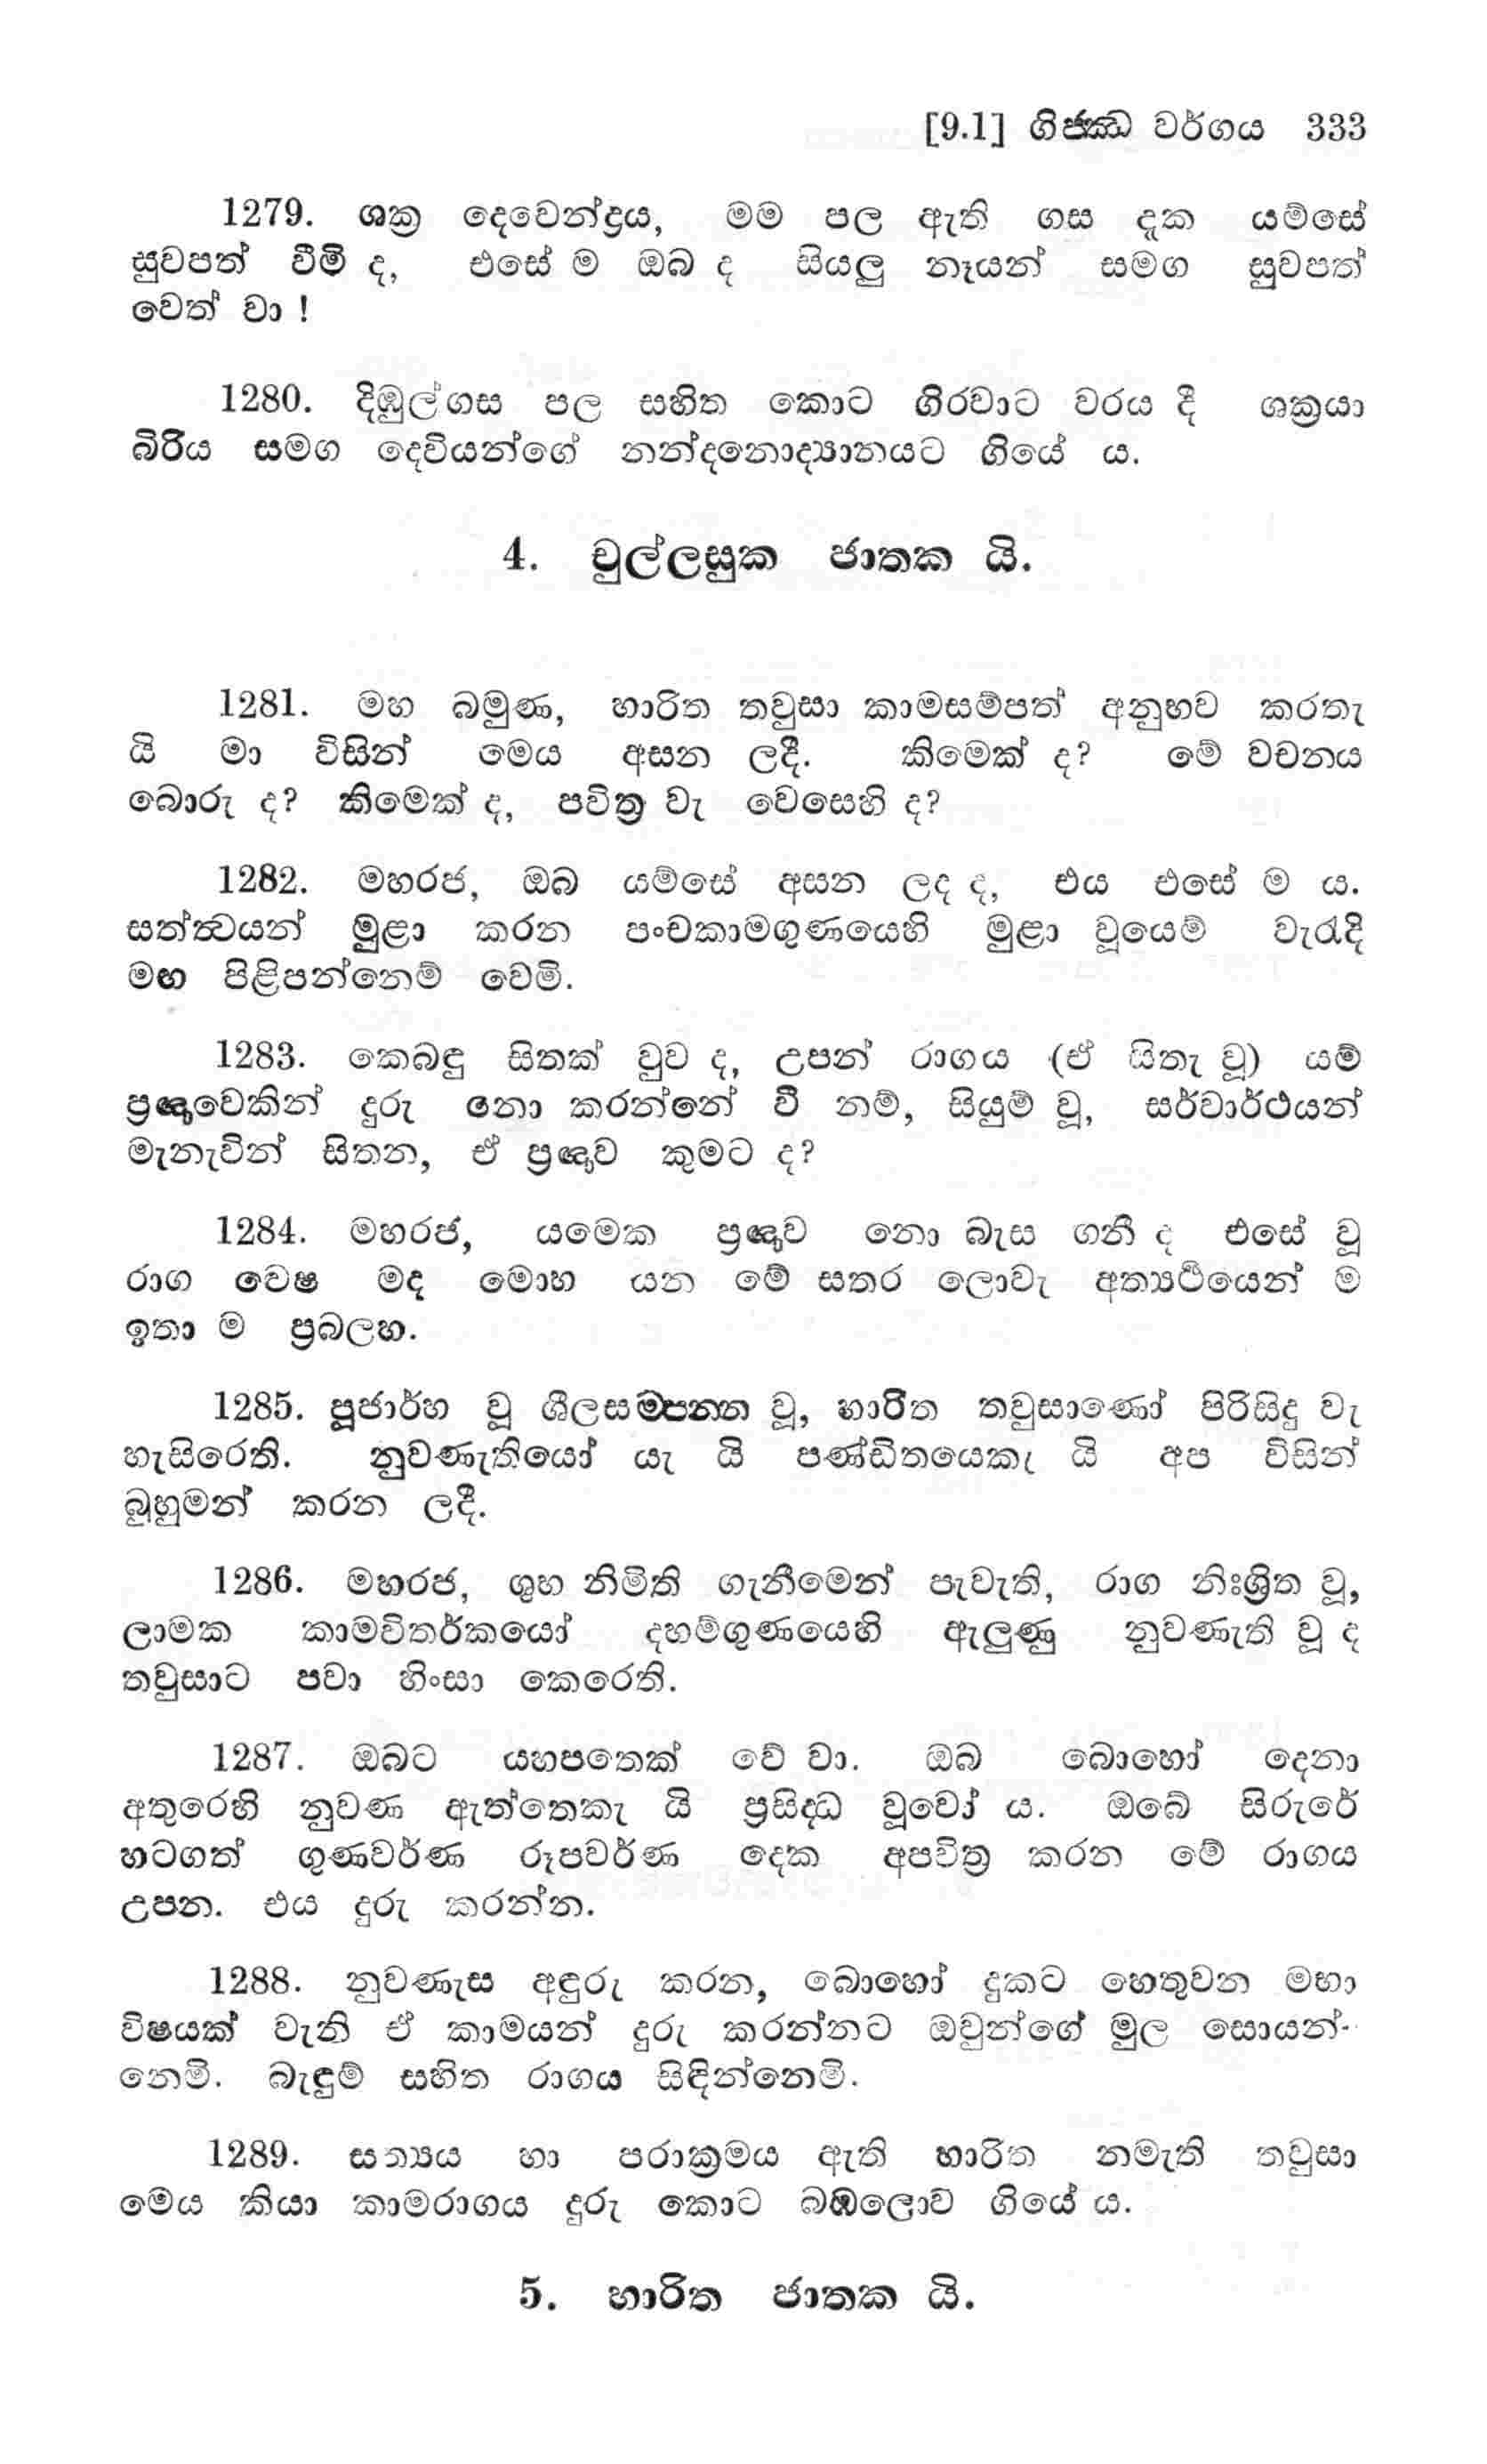 [9.1] ගිජ්ඣ වර්ගය 333
1279. ශක්‍ර දෙවෙන්ද්‍රය, මම පල ඇති ගස දැක යම්සේ
සුවපත් වීමි ද, එසේ ම ඔබ ද සියලු නෑයන් සමග සුවපත්
වෙත් වා !
1280. දිඹුල්ගස පල සහිත කොට ගිරවාට වරය දී ශක්‍රයා
බිරිය සමග දෙවියන්ගේ නන්දනොද්‍යානයට ගියේ ය.
4. චුල්ලසුක ජාතක යි.
1281. මහ බමුණ, හාරිත තවුසා කාමසම්පත් අනුභව කරතැ
යි මා විසින් මෙය අසන ලදී. කිමෙක් ද? මේ වචනය
බොරු ද? කිමෙක් ද, පවිත්‍ර වැ වෙසෙහි ද?
1282. මහරජ, ඔබ යම්සේ අසන ලද ද, එය එසේ ම ය.
සත්ත්‍වයන් මුළා කරන පංචකාමගුණයෙහි මුළා වූයෙම් වැරැදි
මඟ පිළිපන්නෙම් වෙමි.
1283. කෙබඳු සිතක් වුව ද, උපන් රාගය (ඒ සිතැ වූ) යම්
ප්‍රඥාවෙකින් දුරු නො කරන්නේ වී නම්, සියුම් වූ, සර්වාර්ථයන්
මැනැවින් සිතන, ඒ ප්‍රඥාව කුමට ද?
1284. මහරජ, යමෙක ප්‍රඥාව නො බැස ගනී ද එසේ වූ
රාග ‍වෙෂ මද මොහ යන මේ සතර ලොවැ අත්‍යර්ථයෙන් ම
ඉතා ම ප්‍රබලහ.
1285. පූජාර්හ වූ ශීලසම්පන්න වූ, හාරිත තවුසාණෝ පිරිසිදු වැ
හැසිරෙති. නුවණැතියෝ යැ යි පණ්ඩිතයෙකැ යි අප විසින්
බුහුමන් කරන ලදී.
1286. මහරජ, ශුභ නිමිති ගැනීමෙන් පැවැති, රාග නිඃශ්‍රිත වූ,
ලාමක කාමවිතර්කයෝ දහම්ගුණයෙහි ඇලුණු නුවණැති වූ ද
තවුසාට පවා හිංසා කෙරෙති.
1287. ඔබට යහපතෙක් වේ වා. ඔබ බොහෝ දෙනා
අතුරෙහි නුවණ ඇත්තෙකැ යි ප්‍රසිද්ධ වූවෝ ය. ඔබේ සිරුරේ
හටගත් ගුණවර්ණ රූපවර්ණ දෙක අපවිත්‍ර කරන මේ රාගය
උපන. එය දුරු කරන්න.
1288. නුවණැස අඳුරු කරන, බොහෝ දුකට හෙතුවන මහා
විෂයක් වැනි ඒ කාමයන් දුරු කරන්නට ඔවුන්ගේ මුල සොයන්-
නෙමි. බැඳුම් සහිත රාගය සිඳින්නෙමි.
1289. සත්‍යය හා පරාක්‍රමය ඇති හාරිත නමැති තවුසා
මෙය කියා කාමරාගය දුරු කොට බඹලොව ගියේ ය.
5. හාරිත ජාතක යි.